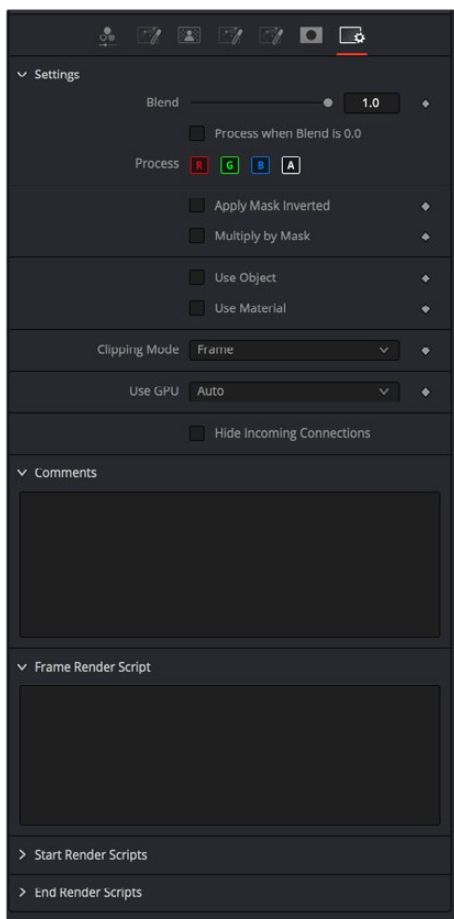 Settings
Blend 1.0
Process when Blend is 0.0
Process R G B A
Apply Mask Inverted
Multiply by Mask
Use Object
Use Material
Clipping Mode Frame
Use GPU Auto
Hide Incoming Connections
Comments
Frame Render Script
Start Render Scripts
End Render Scripts